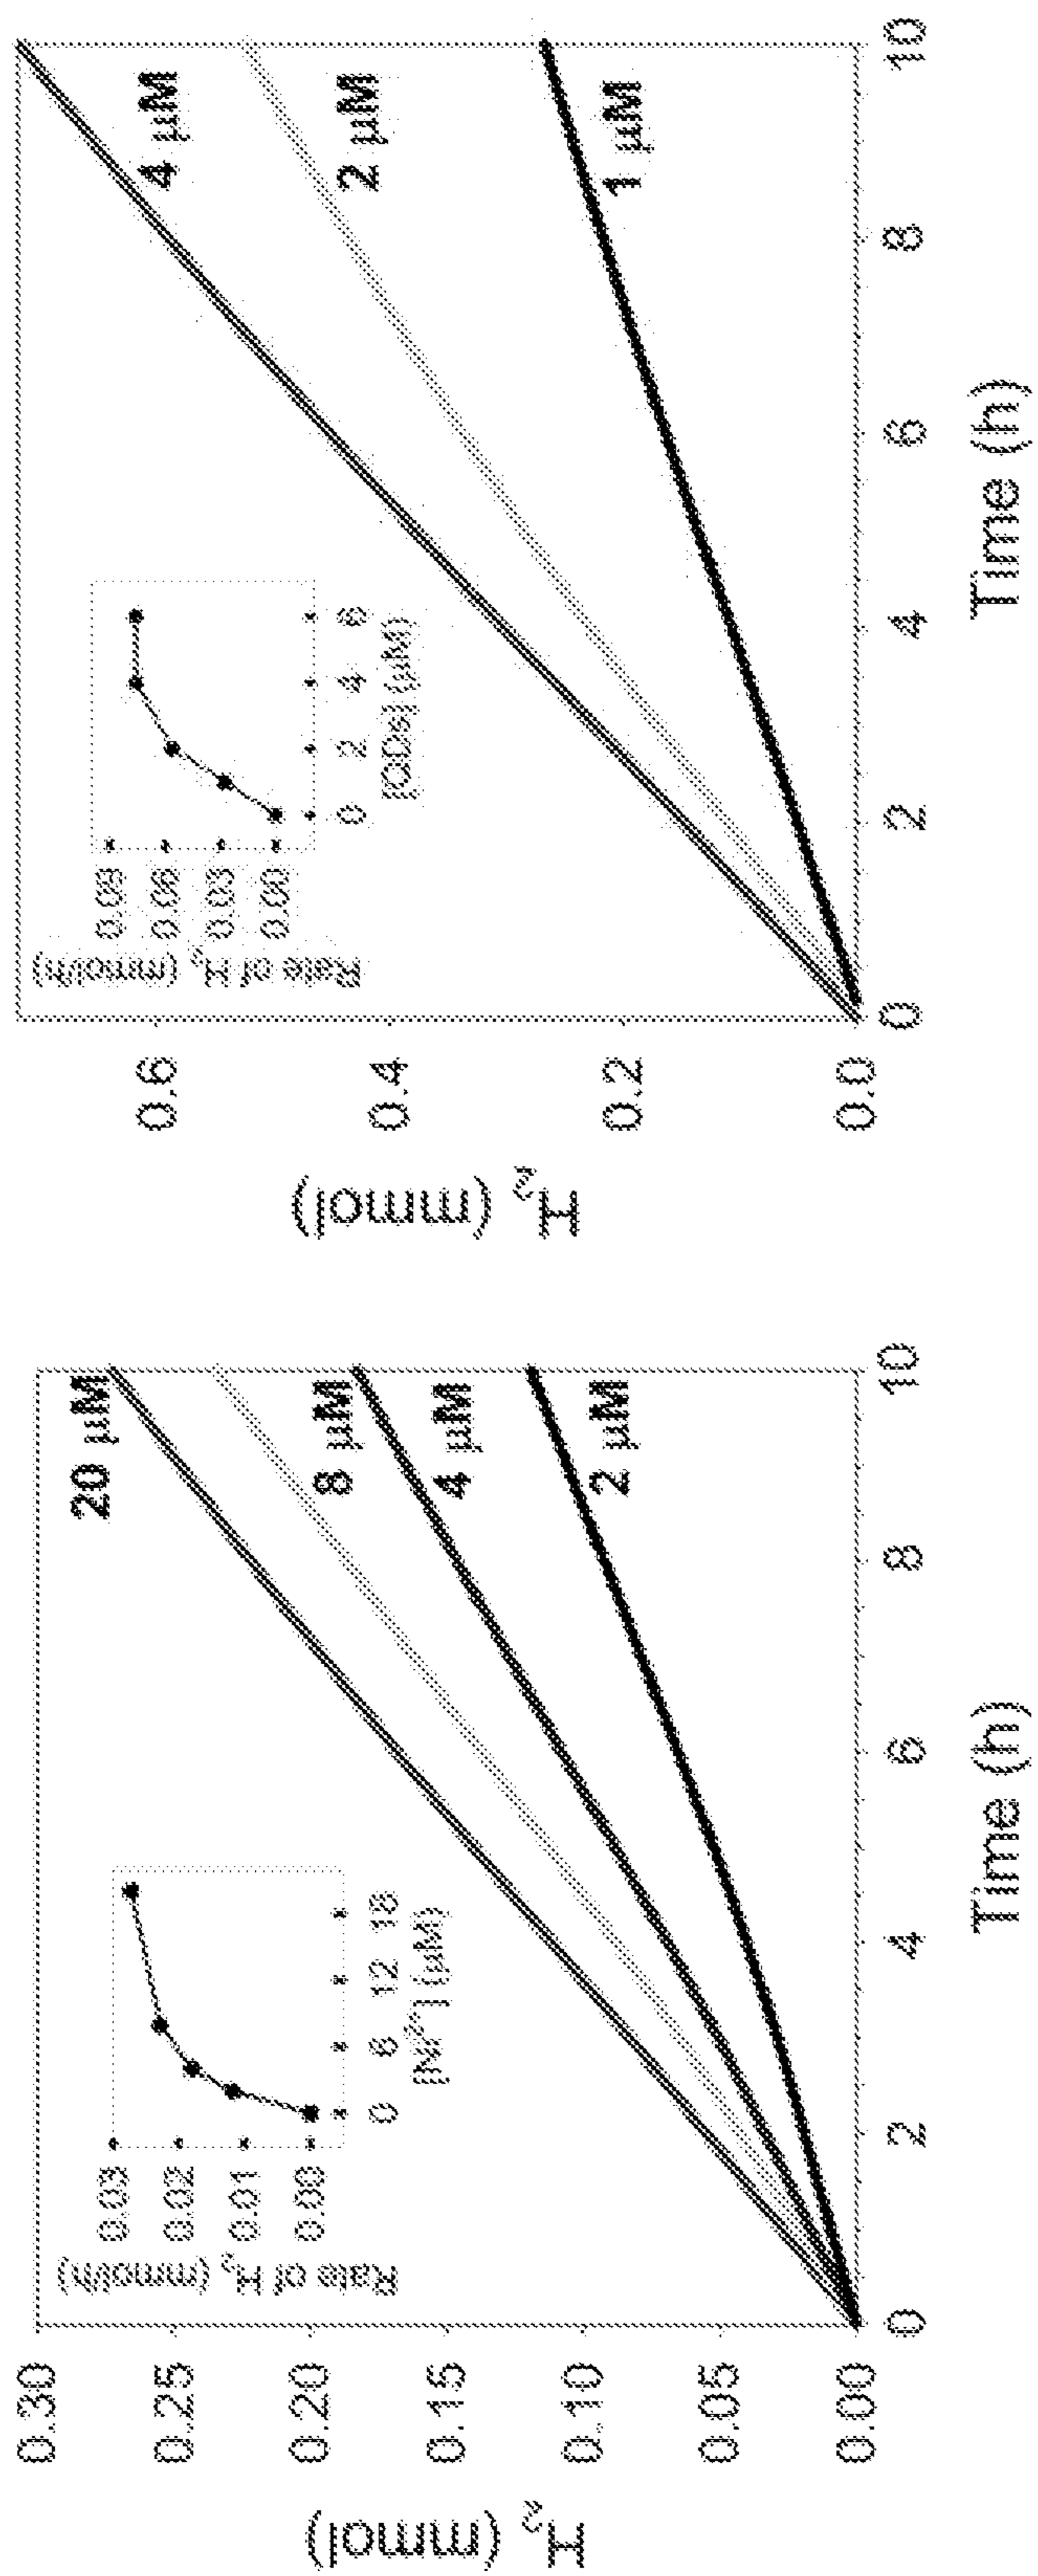 H₂ (mmol)
0.30
0.25
0.20
0.15
0.10
0.05
0.00
0
2
4
6
8
10
Time (h)
20 µM
8 µM
4 µM
2 µM
Rate of H₂
(mmol/h)
0.03
0.02
0.01
0.00
0
6
12
18
[Ni²⁺] (µM)
H₂ (mmol)
0.6
0.4
0.2
0.0
0
2
4
6
8
10
Time (h)
4 µM
2 µM
1 µM
Rate of H₂
(mmol/h)
0.09
0.06
0.03
0.00
0
2
4
6
[QDs] (µM)